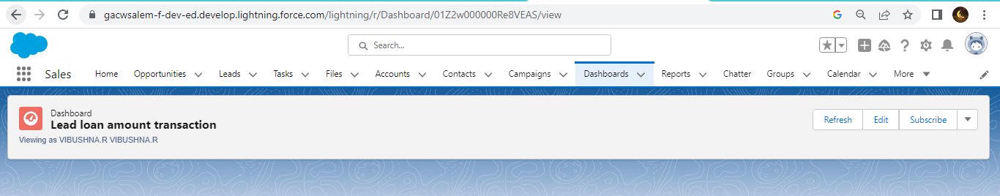 gacwsalem-f-dev-ed.develop.lightning.force.com/lightning/r/Dashboard/01Z2w000000Re8VEAS/view
Search...
Sales Home Opportunities Leads Tasks Files Accounts Contacts Campaigns Dashboards Reports Chatter Groups Calendar More
Dashboard
Lead loan amount transaction
Viewing as VIBUSHNA.R VIBUSHNA.R
Refresh Edit Subscribe